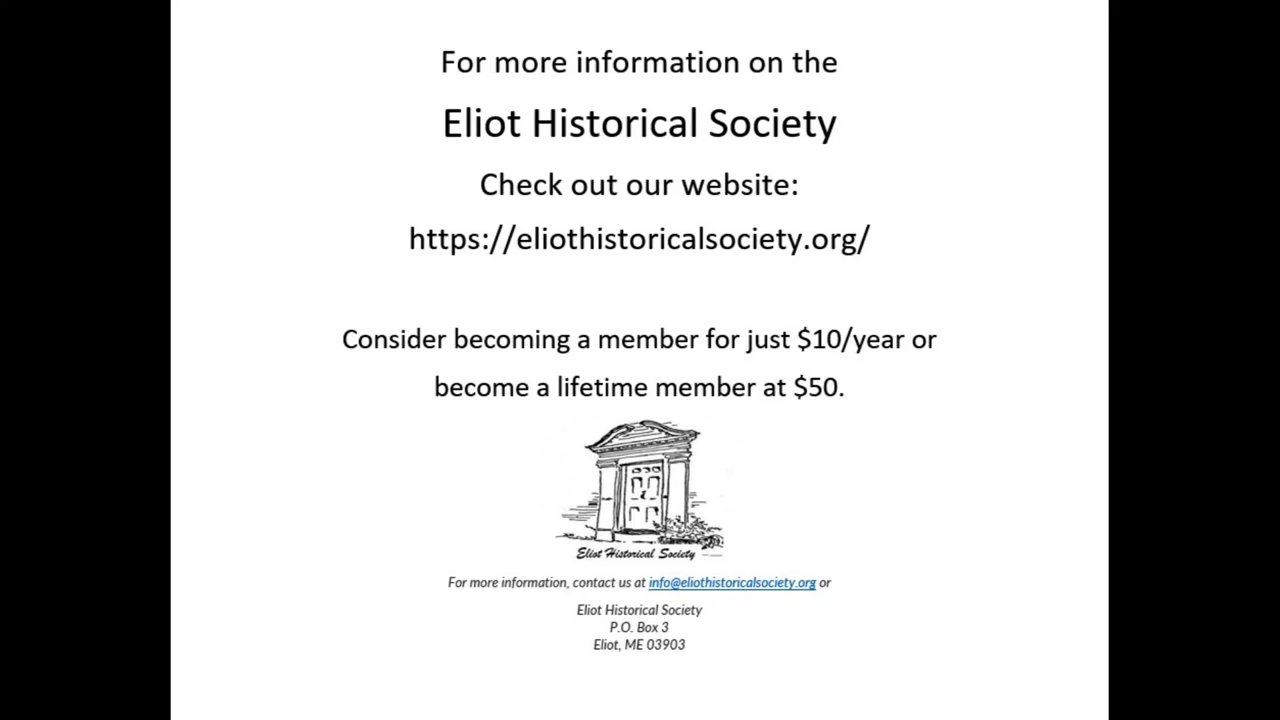 For more information on the
Eliot Historical Society
Check out our website:
https://eliothistoricalsociety.org/
Consider becoming a member for just $10/year or
become a lifetime member at $50.
Eliot Historical Society
For more information, contact us at info@eliothistoricalsociety.org or
Eliot Historical Society
P.O. Box 3
Eliot, ME 03903